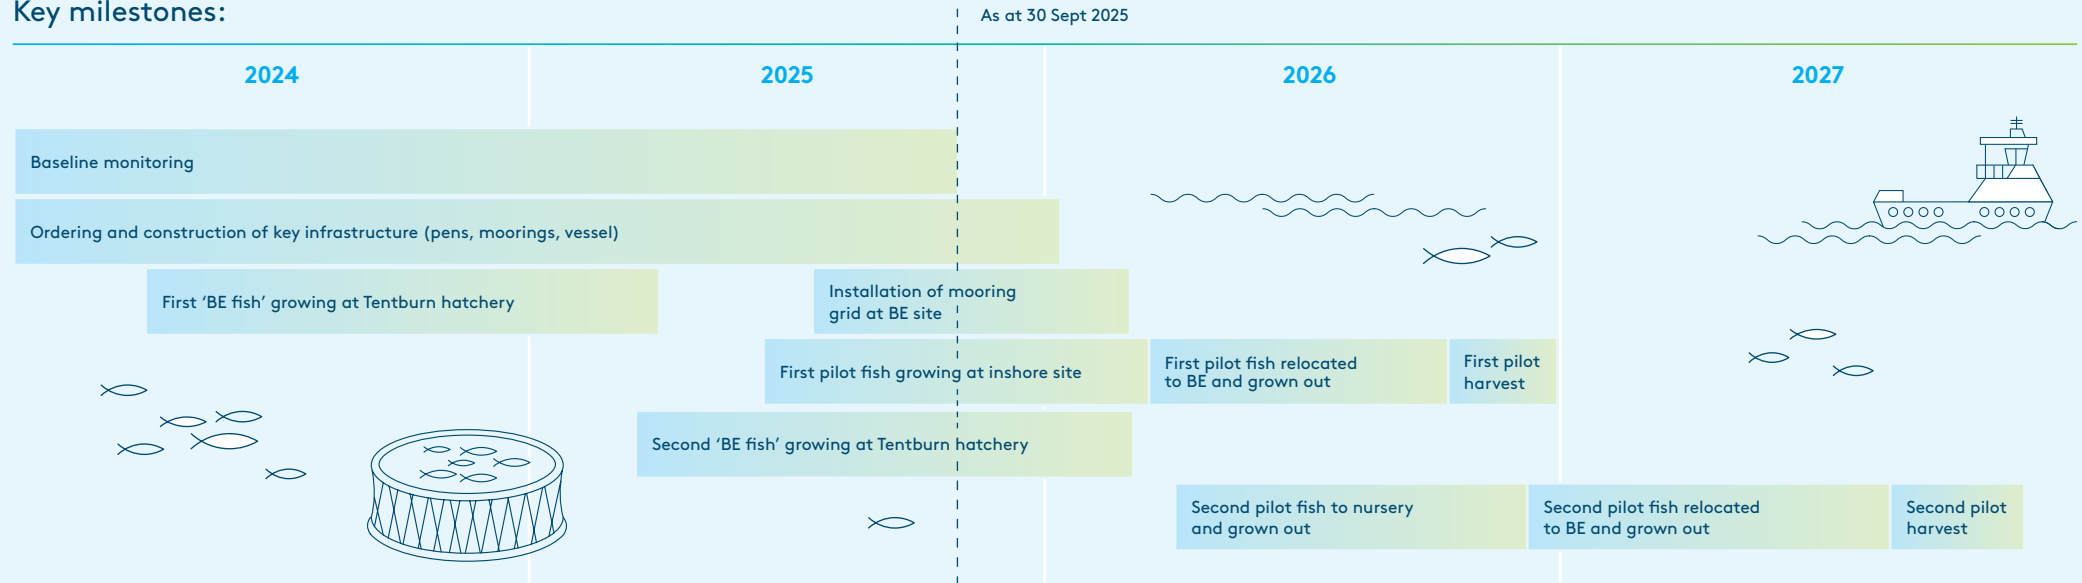 Key milestones:
As at 30 Sept 2025
2024
2025
2026
2027
Baseline monitoring
Ordering and construction of key infrastructure (pens, moorings, vessel)
First ‘BE fish’ growing at Tentburn hatchery
Installation of mooring
grid at BE site
First pilot fish growing at inshore site
First pilot fish relocated
to BE and grown out
First pilot
harvest
Second ‘BE fish’ growing at Tentburn hatchery
Second pilot fish to nursery
and grown out
Second pilot fish relocated
to BE and grown out
Second pilot
harvest